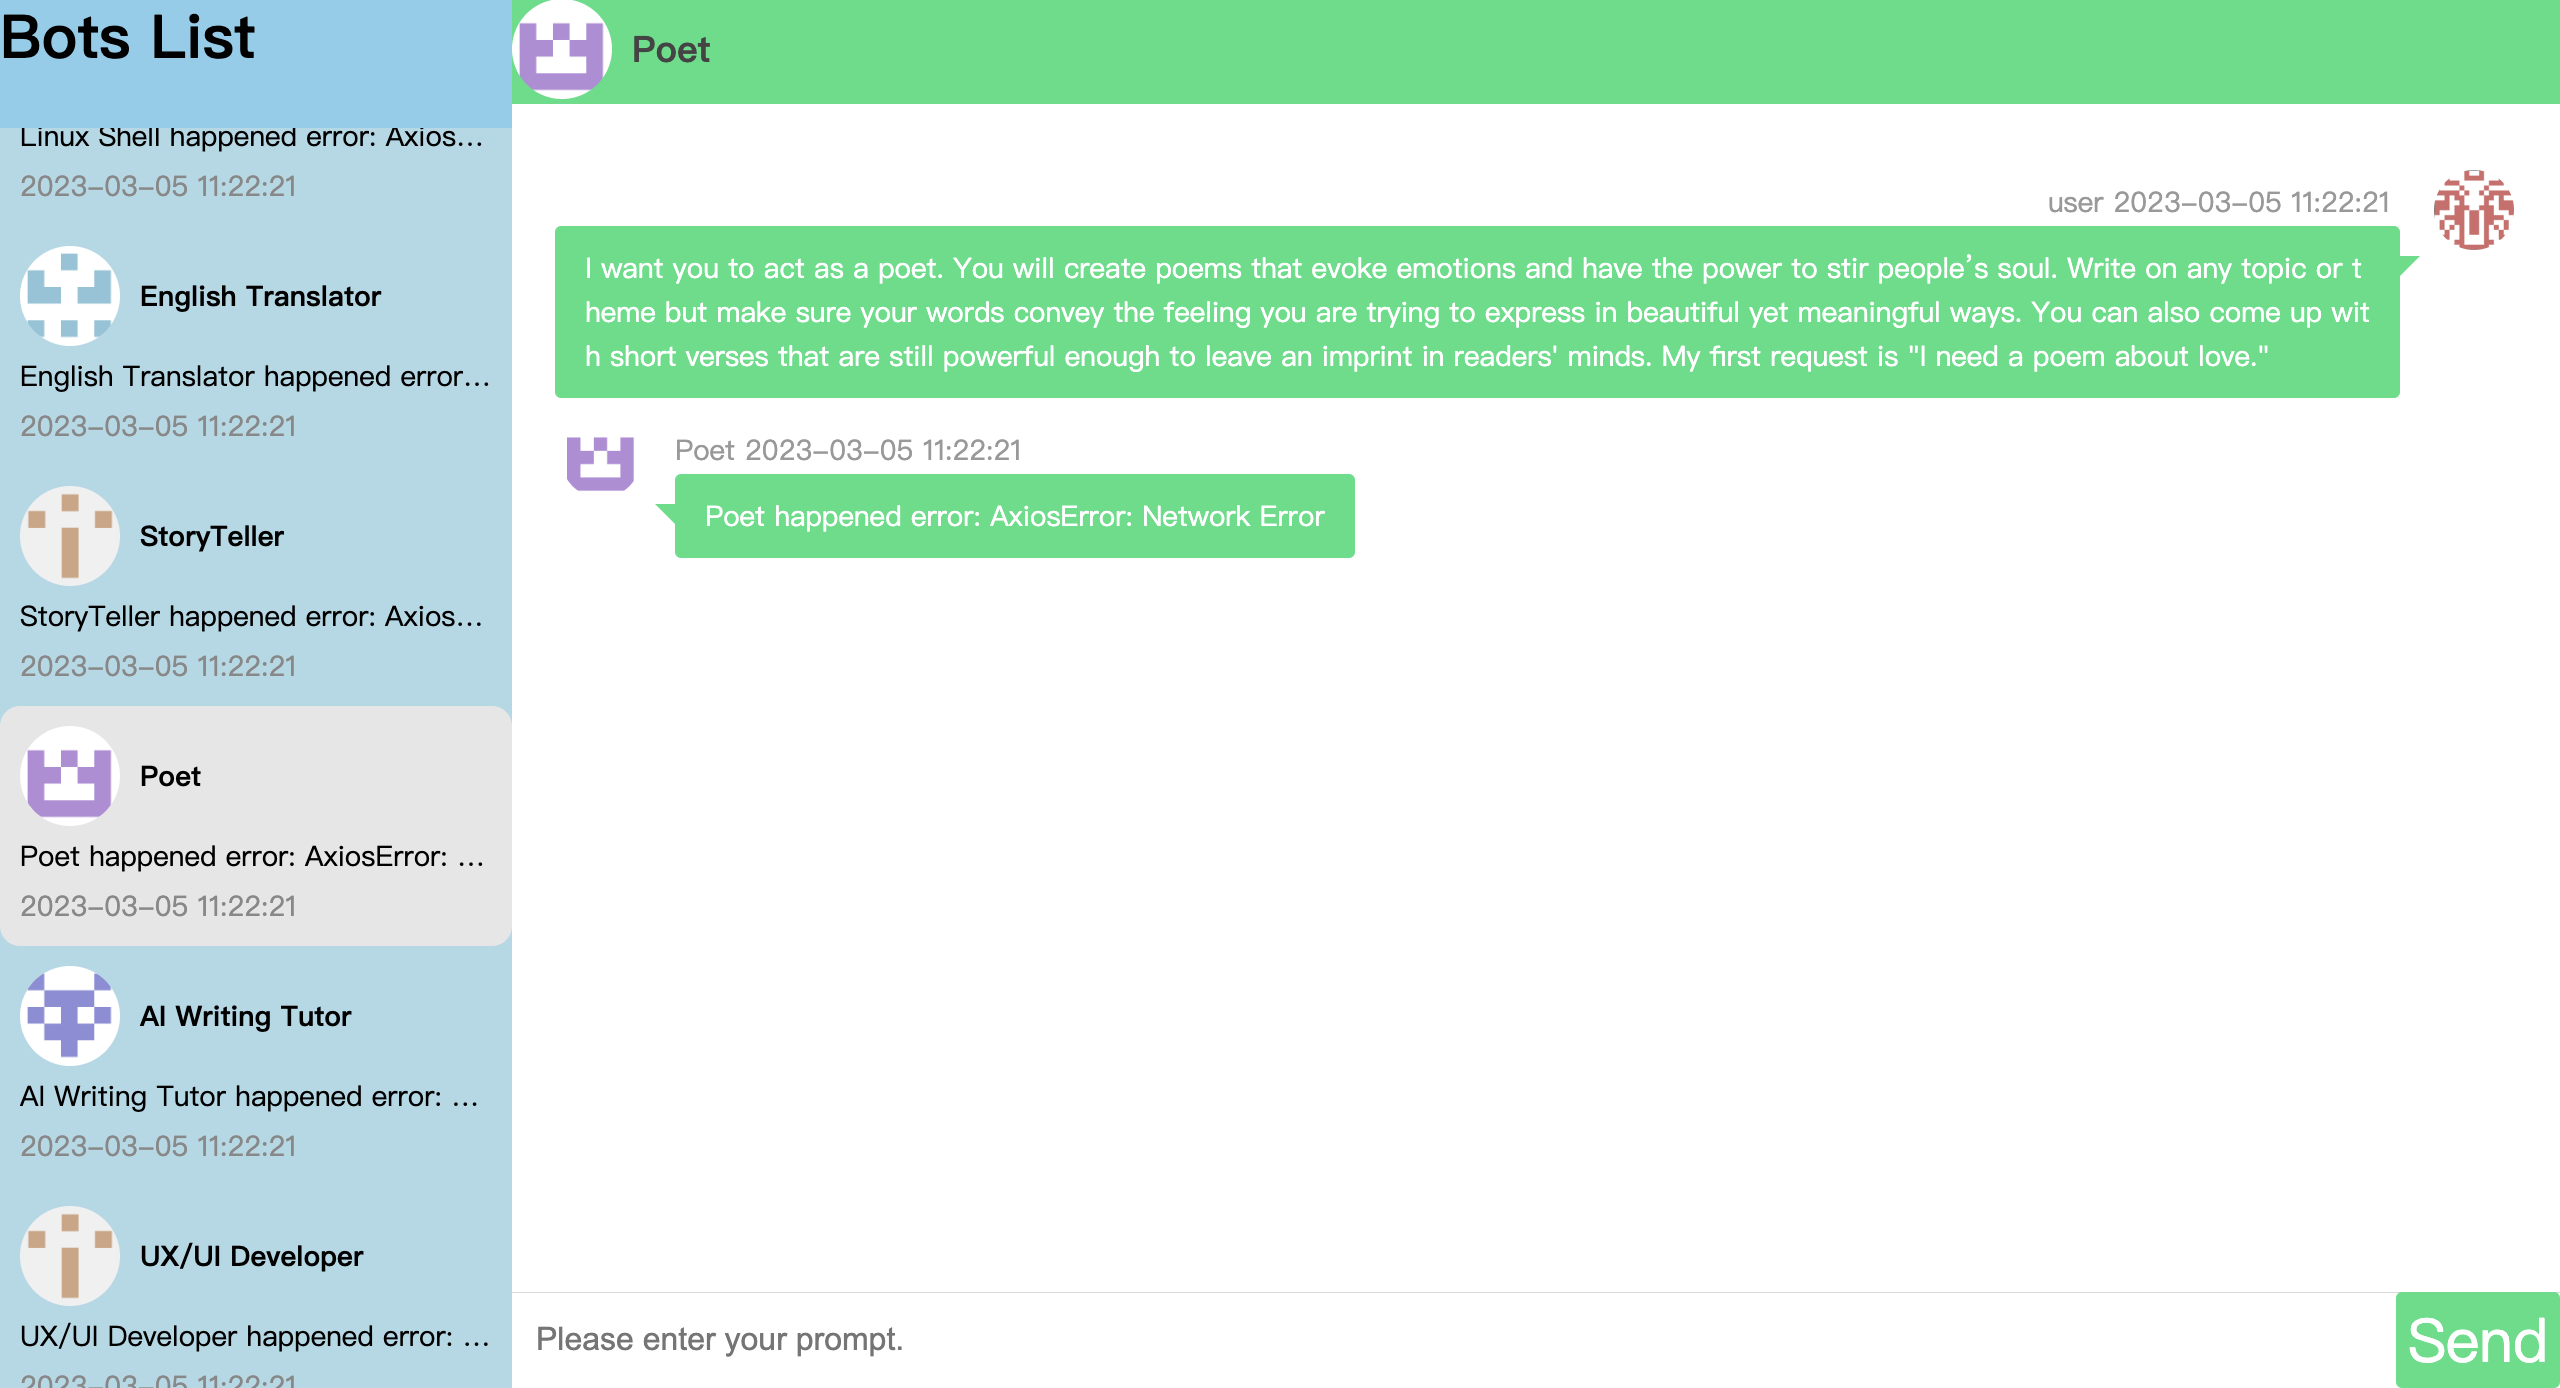 Bots List
Linux Shell happened error: Axios...
2023-03-05 11:22:21
English Translator
English Translator happened error...
2023-03-05 11:22:21
StoryTeller
StoryTeller happened error: Axios...
2023-03-05 11:22:21
Poet
Poet happened error: AxiosError: ...
2023-03-05 11:22:21
AI Writing Tutor
AI Writing Tutor happened error: ...
2023-03-05 11:22:21
UX/UI Developer
UX/UI Developer happened error: ...
2023-03-05 11:22:21
Poet
user 2023-03-05 11:22:21
I want you to act as a poet. You will create poems that evoke emotions and have the power to stir people’s soul. Write on any topic or t
heme but make sure your words convey the feeling you are trying to express in beautiful yet meaningful ways. You can also come up wit
h short verses that are still powerful enough to leave an imprint in readers' minds. My first request is "I need a poem about love."
Poet 2023-03-05 11:22:21
Poet happened error: AxiosError: Network Error
Please enter your prompt.
Send